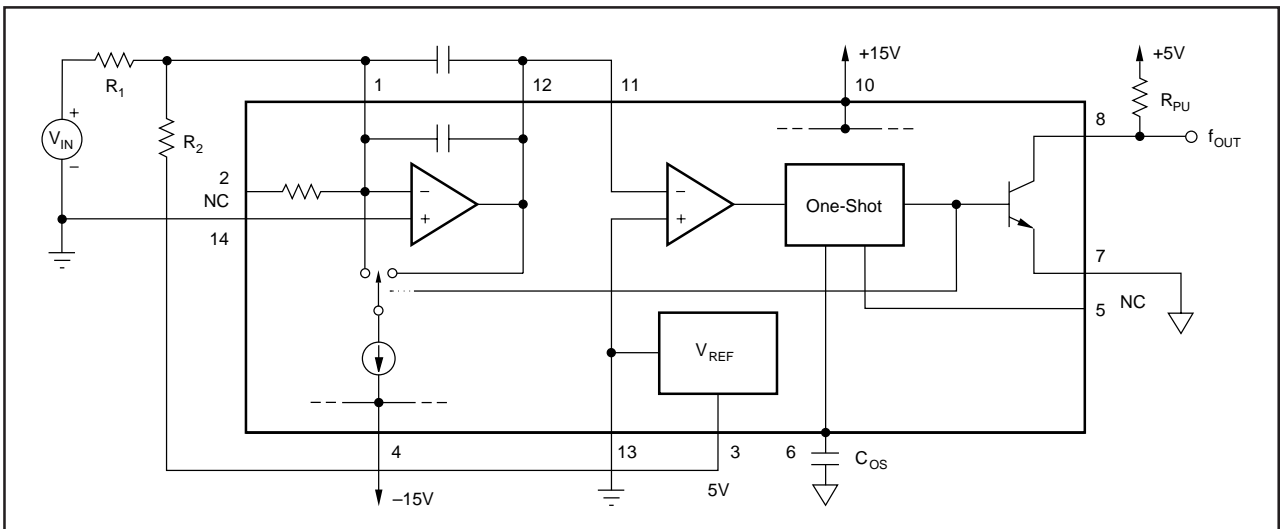 +15V
+5V
R1
1
12
11
10
RPU
+
VIN
–
R2
8
fOUT
2
NC
–
+
14
–
+
One-Shot
7
5
NC
VREF
4
13
3
6
COS
5V
–15V